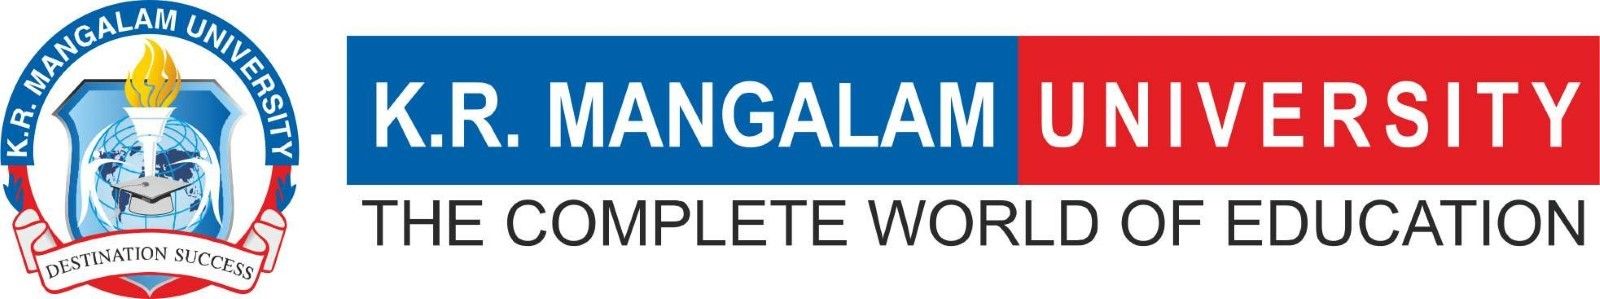 K.R. MANGALAM UNIVERSITY
DESTINATION SUCCESS
K.R. MANGALAM UNIVERSITY
THE COMPLETE WORLD OF EDUCATION